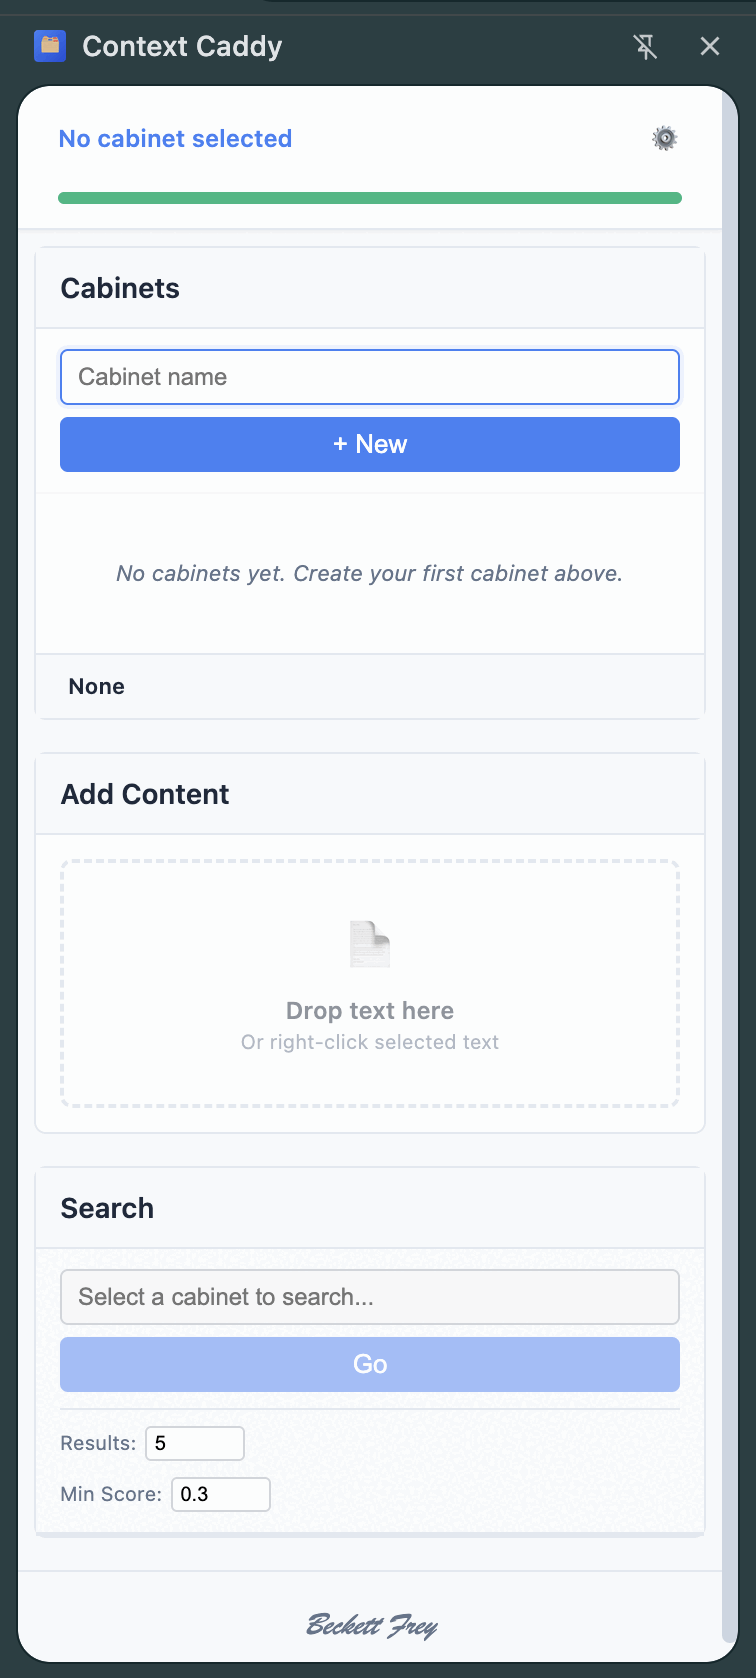 Context Caddy
No cabinet selected
Cabinets
Cabinet name
+ New
No cabinets yet. Create your first cabinet above.
None
Add Content
Drop text here
Or right-click selected text
Search
Select a cabinet to search...
Go
Results: 5
Min Score: 0.3
Beckett Frey